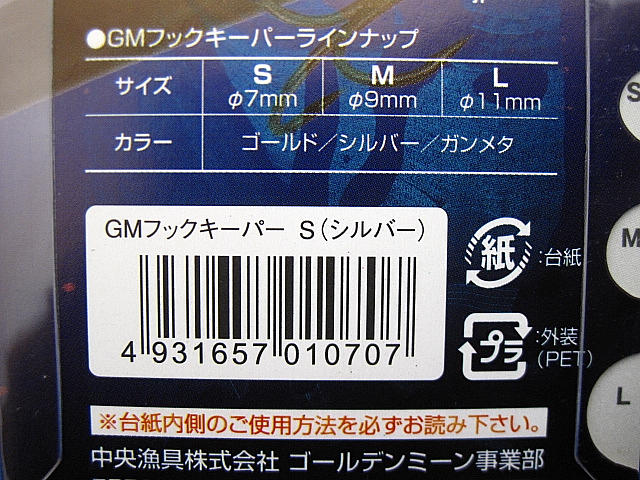 ●GMフックキーパーラインナップ
サイズ S M L
φ7mm φ9mm φ11mm
カラー ゴールド／シルバー／ガンメタ
GMフックキーパー S（シルバー）
4 931657 010707
紙 :台紙
プラ :外装
(PET)
S
M
L
※台紙内側のご使用方法を必ずお読み下さい。
中央漁具株式会社 ゴールデンミーン事業部